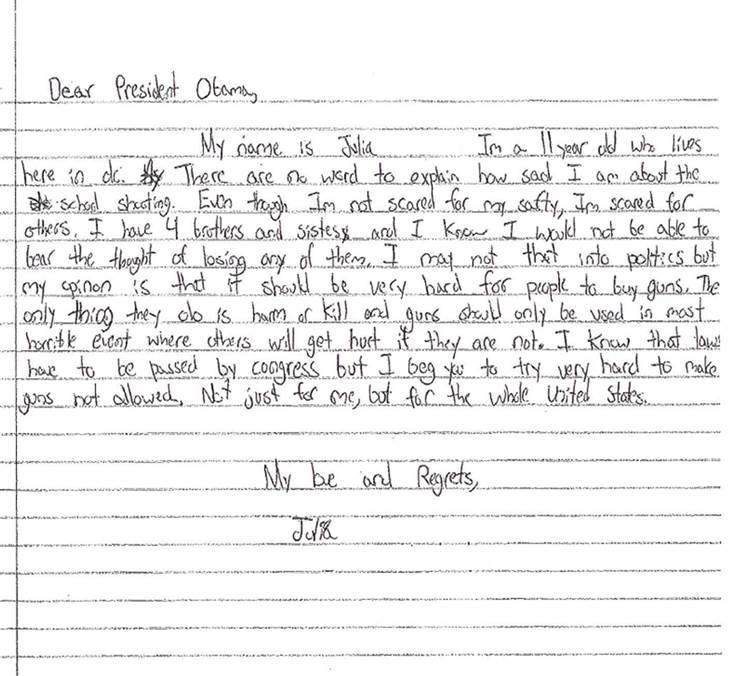 Dear President Obama,
My name is Julia Im a 11 year old who lives
here in dc. There are no word to explain how sad I am about the
school shooting. Even though Im not scared for my safty, Im scared for
others. I have 4 brothers and sisters and I know I would not be able to
bear the thought of losing any of them. I may not that into politics but
my opinon is that it should be very hard for people to buy guns. The
only thing they do is harm or kill and guns should only be used in most
horrible event where others will get hurt if they are not. I know that laws
have to be passed by congress but I beg you to try very hard to make
guns not allowed. Not just for me, but for the whole United States.
My be and Regrets,
Julia